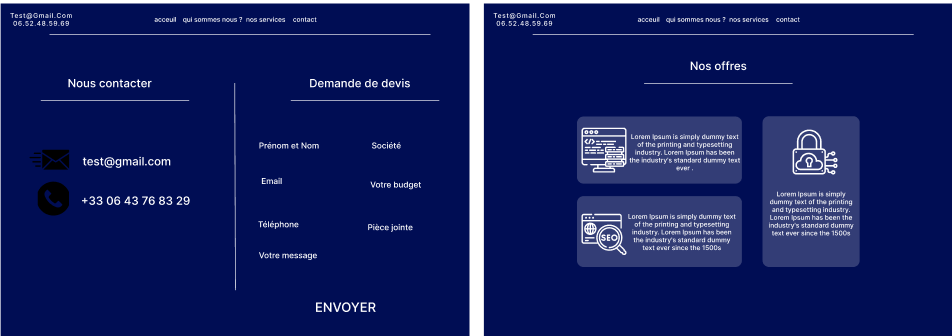 Test@Gmail.Com
06.52.48.59.69
acceuil qui sommes nous ? nos services contact
Nous contacter
test@gmail.com
+33 06 43 76 83 29
Demande de devis
Prénom et Nom
Société
Email
Votre budget
Téléphone
Pièce jointe
Votre message
ENVOYER
Test@Gmail.Com
06.52.48.59.69
acceuil qui sommes nous ? nos services contact
Nos offres
</>
Lorem Ipsum is simply dummy text
of the printing and typesetting
industry. Lorem Ipsum has been
the industry's standard dummy text
ever .
SEO
Lorem Ipsum is simply dummy text
of the printing and typesetting
industry. Lorem Ipsum has been
the industry's standard dummy
text ever since the 1500s
Lorem Ipsum is simply
dummy text of the printing
and typesetting industry.
Lorem Ipsum has been the
industry's standard dummy
text ever since the 1500s